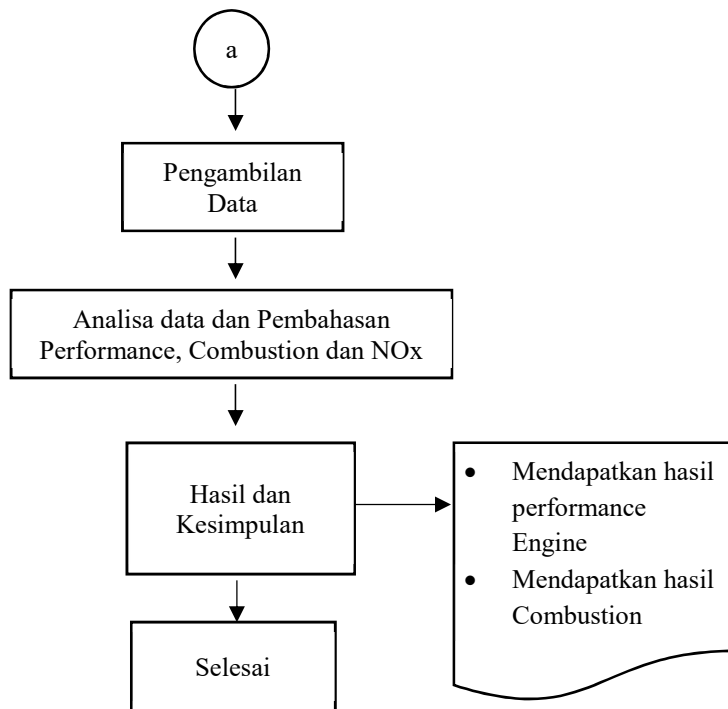 a
Pengambilan
Data
Analisa data dan Pembahasan
Performance, Combustion dan NOx
Hasil dan
Kesimpulan
• Mendapatkan hasil
performance
Engine
• Mendapatkan hasil
Combustion
Selesai